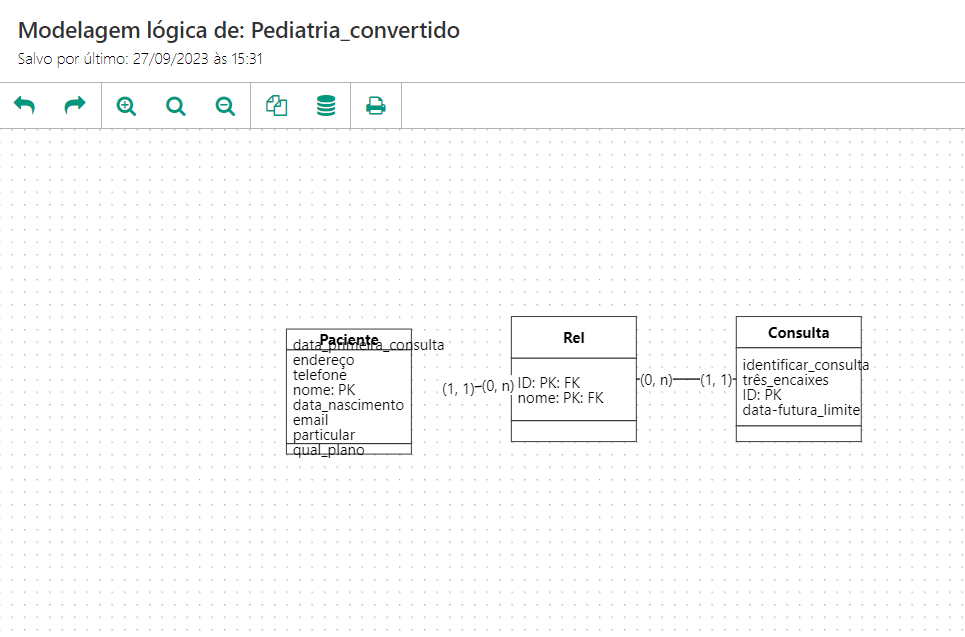 Modelagem lógica de: Pediatria_convertido
Salvo por último: 27/09/2023 às 15:31
Paciente
data_primeira_consulta
endereço
telefone
nome: PK
data_nascimento
email
particular
qual_plano
(1, 1)
(0, n)
Rel
ID: PK: FK
nome: PK: FK
(0, n)
(1, 1)
Consulta
identificar_consulta
três_encaixes
ID: PK
data-futura_limite